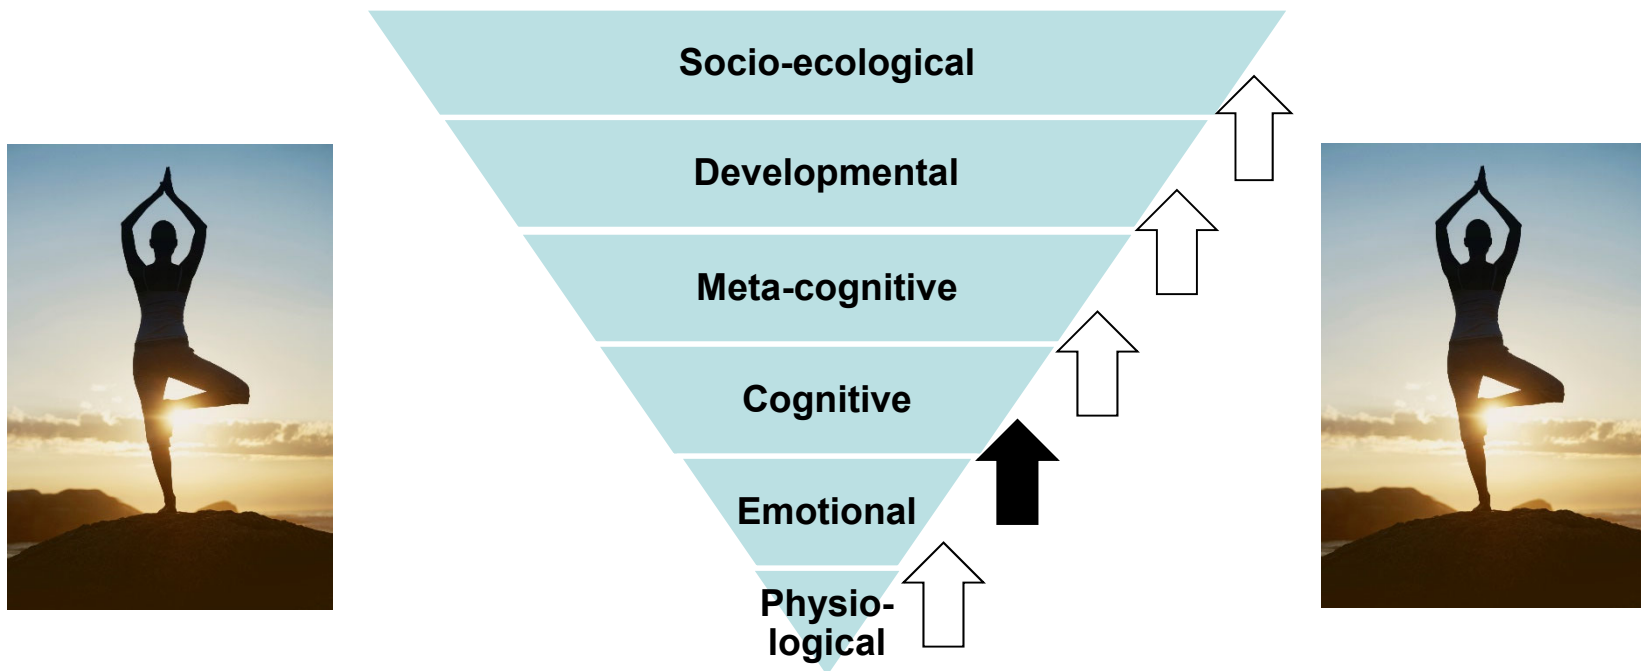 Socio-ecological
Developmental
Meta-cognitive
Cognitive
Emotional
Physio-
logical